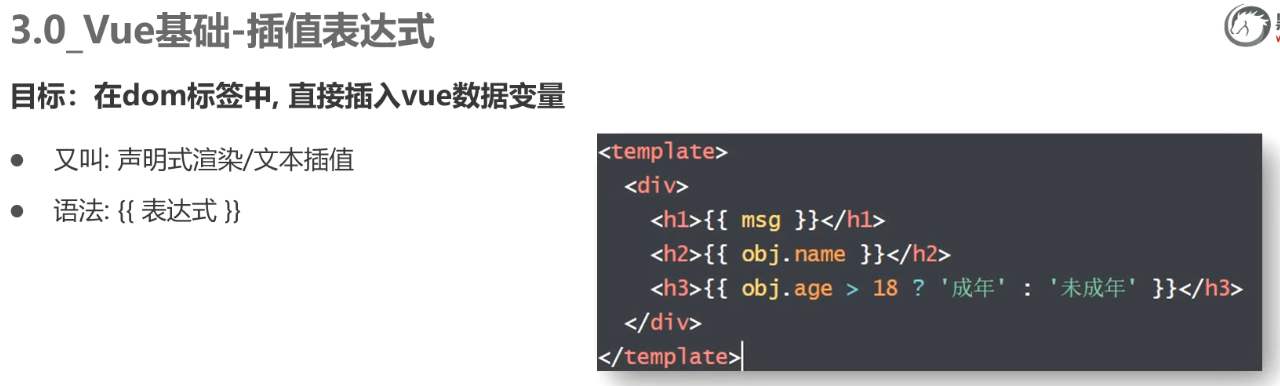 3.0_Vue基础-插值表达式
目标：在dom标签中, 直接插入vue数据变量
● 又叫: 声明式渲染/文本插值
● 语法: {{ 表达式 }}
<template>
  <div>
    <h1>{{ msg }}</h1>
    <h2>{{ obj.name }}</h2>
    <h3>{{ obj.age > 18 ? '成年' : '未成年' }}</h3>
  </div>
</template>